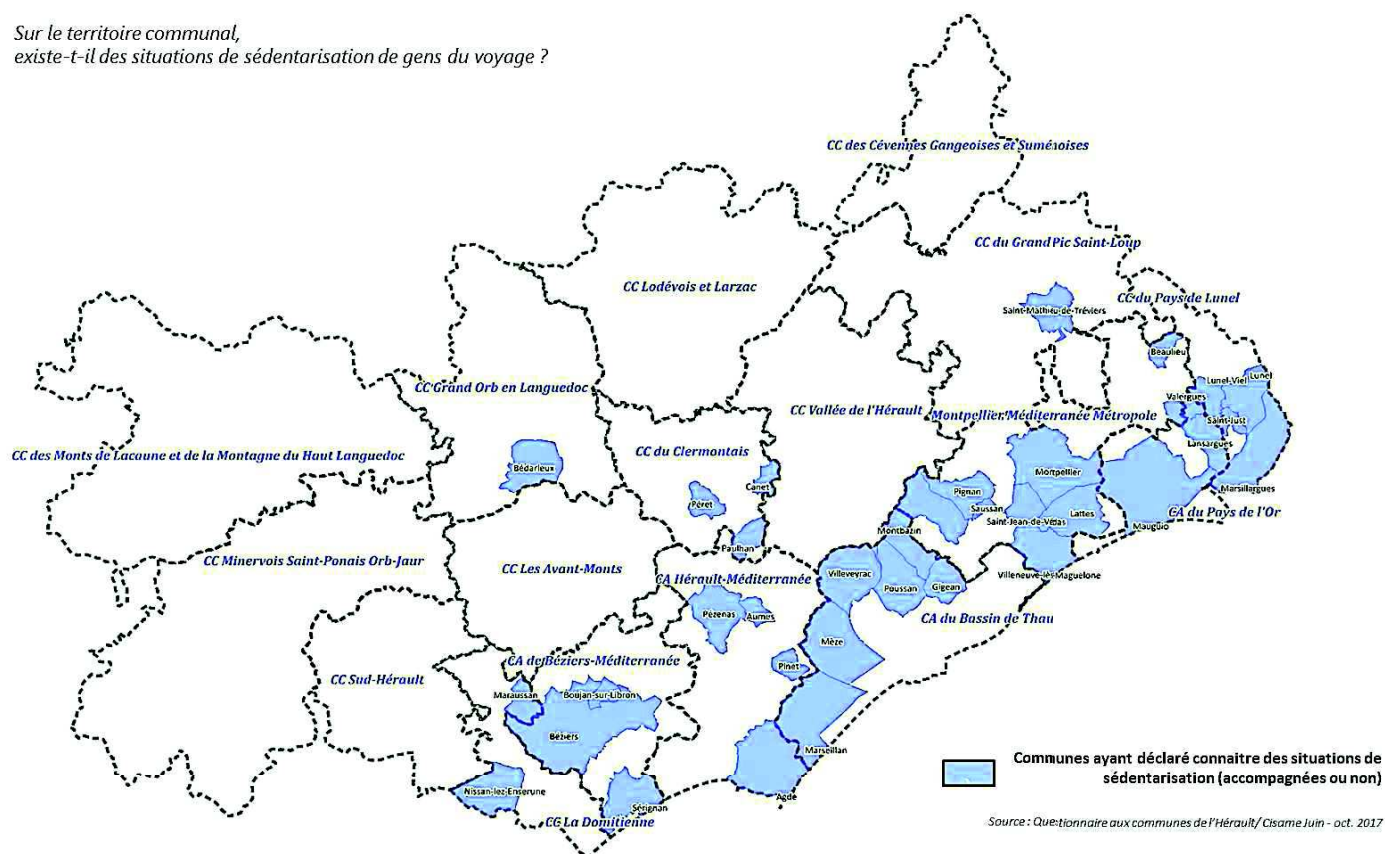 Sur le territoire communal,
existe-t-il des situations de sédentarisation de gens du voyage ?
CC des Cévennes Gangeoises et Suménoises
CC du Grand Pic Saint-Loup
CC Lodévois et Larzac
CC du Pays de Lunel
Saint-Mathieu-de-Tréviers
Beaulieu
Lunel-Viel
Lunel
CC Grand Orb en Languedoc
Valergues
CC Vallée de l'Hérault
Montpellier Méditerranée Métropole
Saint-Just
Lansargues
CC des Monts de Lacaune et de la Montagne du Haut Languedoc
CC du Clermontais
Bédarieux
Montpellier
Canet
Pignan
Marsillargues
Péret
Saussan
Lattes
CA du Pays de l'Or
Saint-Jean-de-Védas
Mauguio
Montbazin
Paulhan
CC Minervois Saint-Ponais Orb-Jaur
CC Les Avant-Monts
CA Hérault-Méditerranée
Villeveyrac
Villeneuve-lès-Maguelone
Poussan
Gigean
Pézenas
Aumes
CA du Bassin de Thau
Mèze
CA de Béziers-Méditerranée
Pinet
CC Sud-Hérault
Maraussan
Boujan-sur-Libron
Béziers
Marseillan
Communes ayant déclaré connaitre des situations de
sédentarisation (accompagnées ou non)
Nissan-lez-Enserune
Agde
Sérignan
CC La Domitienne
Source : Questionnaire aux communes de l'Hérault/ Cisame Juin - oct. 2017